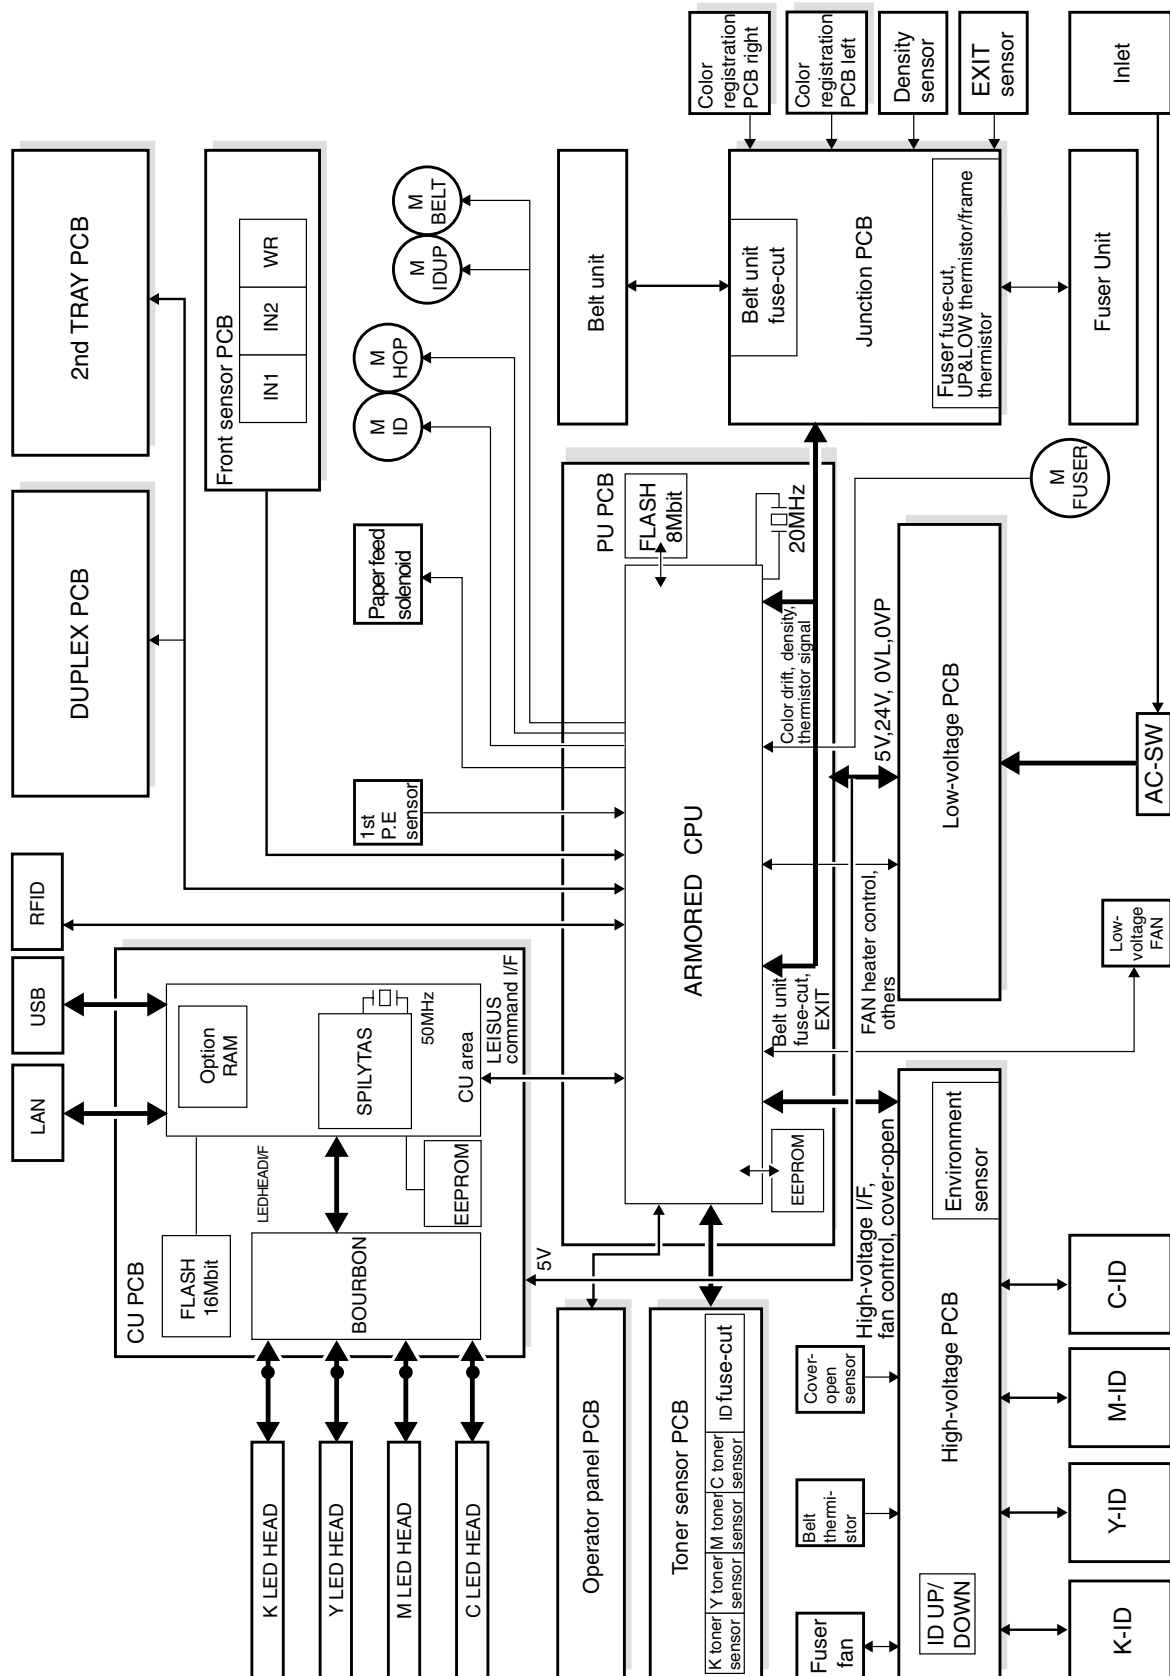 LAN
USB
RFID
DUPLEX PCB
2nd TRAY PCB
CU PCB
FLASH
16Mbit
Option
RAM
LEDHEADI/F
SPILYTAS
50MHz
BOURBON
EEPROM
CU area
LEISUS
command I/F
5V
K LED HEAD
Y LED HEAD
M LED HEAD
C LED HEAD
Front sensor PCB
IN1
IN2
WR
1st
P.E
sensor
Paper feed
solenoid
M
ID
M
HOP
M
IDUP
M
BELT
Operator panel PCB
Toner sensor PCB
K toner
sensor
Y toner
sensor
M toner
sensor
C toner
sensor
ID fuse-cut
PU PCB
FLASH
8Mbit
ARMORED CPU
20MHz
EEPROM
Belt unit
fuse-cut,
EXIT
Color drift, density,
thermistor signal
Belt unit
Belt unit
fuse-cut
Junction PCB
Fuser fuse-cut,
UP&LOW thermistor/frame
thermistor
Color
registration
PCB right
Color
registration
PCB left
Density
sensor
EXIT
sensor
Fuser
fan
Belt
thermi-
stor
Cover-
open
sensor
High-voltage I/F,
fan control, cover-open
FAN heater control,
others
5V,24V, 0VL,0VP
ID UP/
DOWN
High-voltage PCB
Environment
sensor
Low-voltage PCB
M
FUSER
Fuser Unit
Inlet
K-ID
Y-ID
M-ID
C-ID
Low-
voltage
FAN
AC-SW